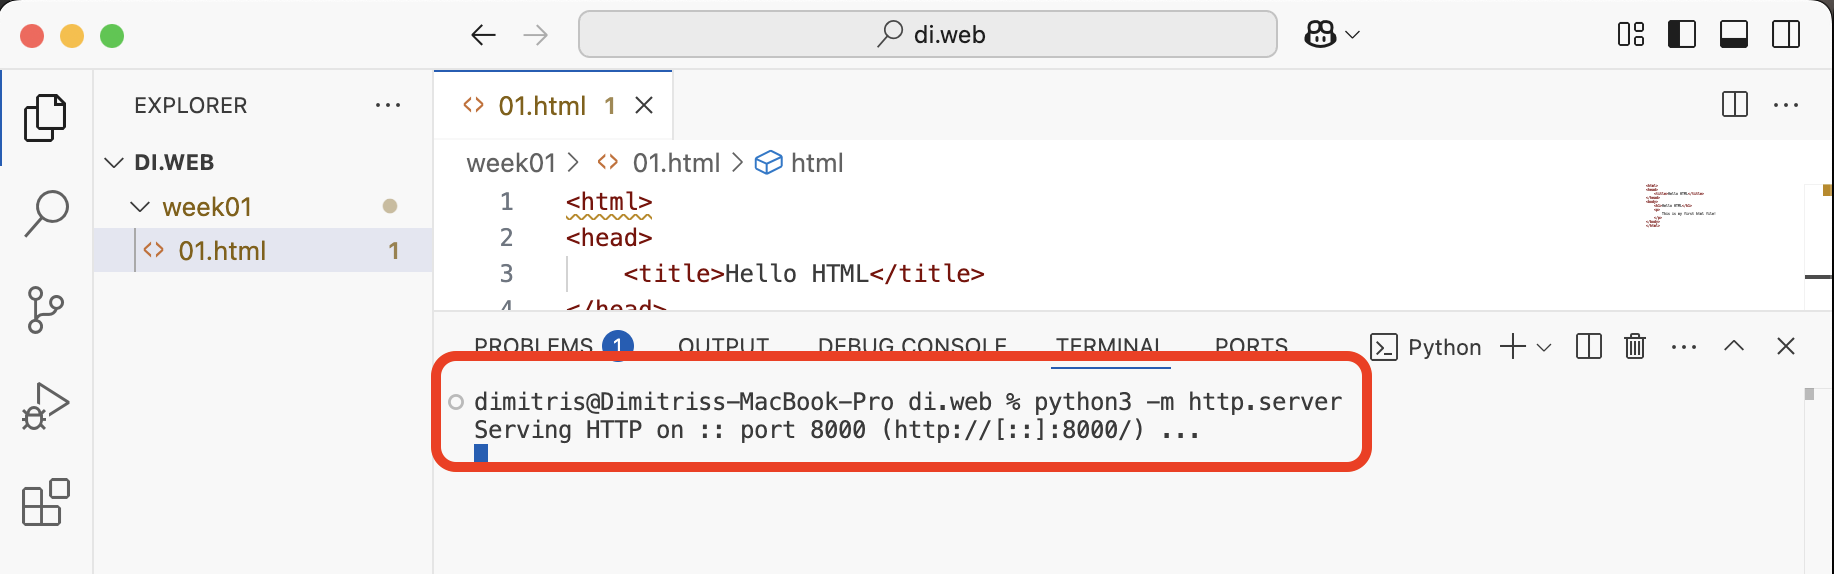 di.web
EXPLORER
DI.WEB
week01
01.html 1
01.html 1
week01 > 01.html > html
1 <html>
2 <head>
3 <title>Hello HTML</title>
4 </head>
PROBLEMS 1 OUTPUT DEBUG CONSOLE TERMINAL PORTS Python
dimitris@Dimitriss-MacBook-Pro di.web % python3 -m http.server
Serving HTTP on :: port 8000 (http://[::]:8000/) ...